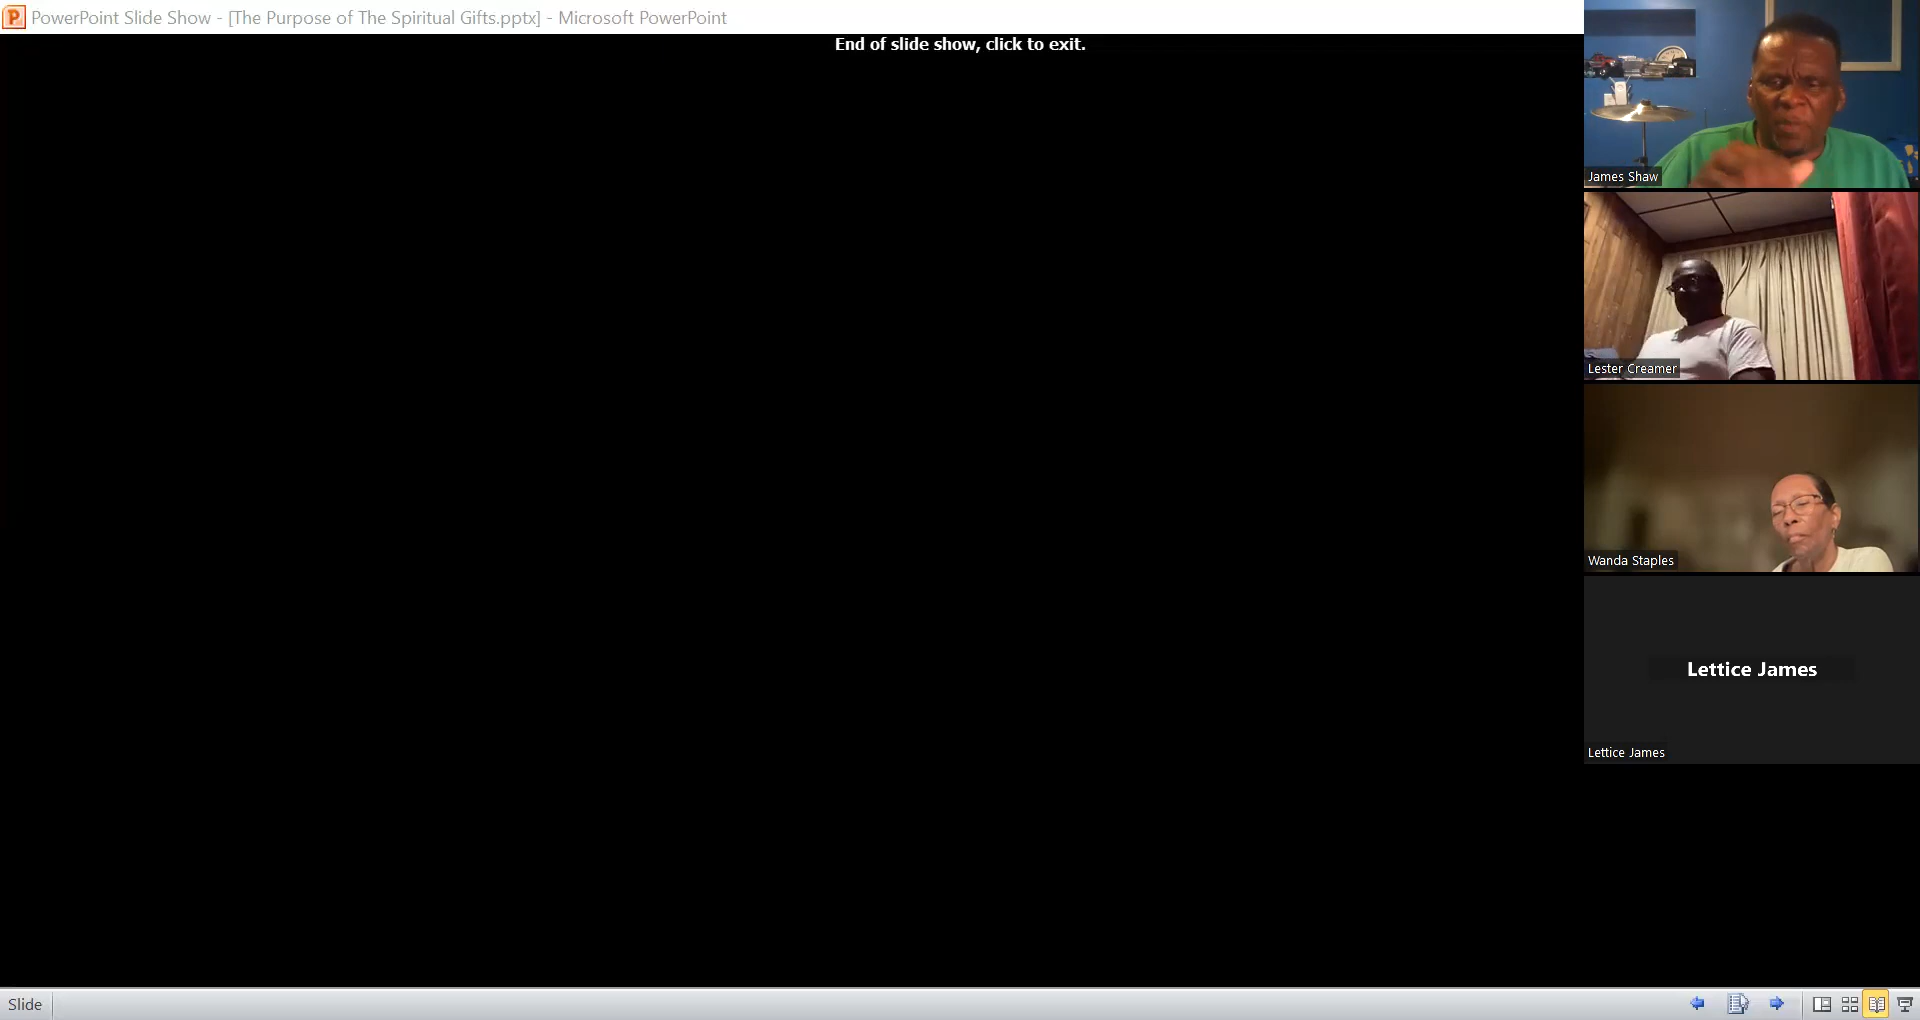 PowerPoint Slide Show - [The Purpose of The Spiritual Gifts.pptx] - Microsoft PowerPoint
End of slide show, click to exit.
James Shaw
Lester Creamer
Wanda Staples
Lettice James
Lettice James
Slide